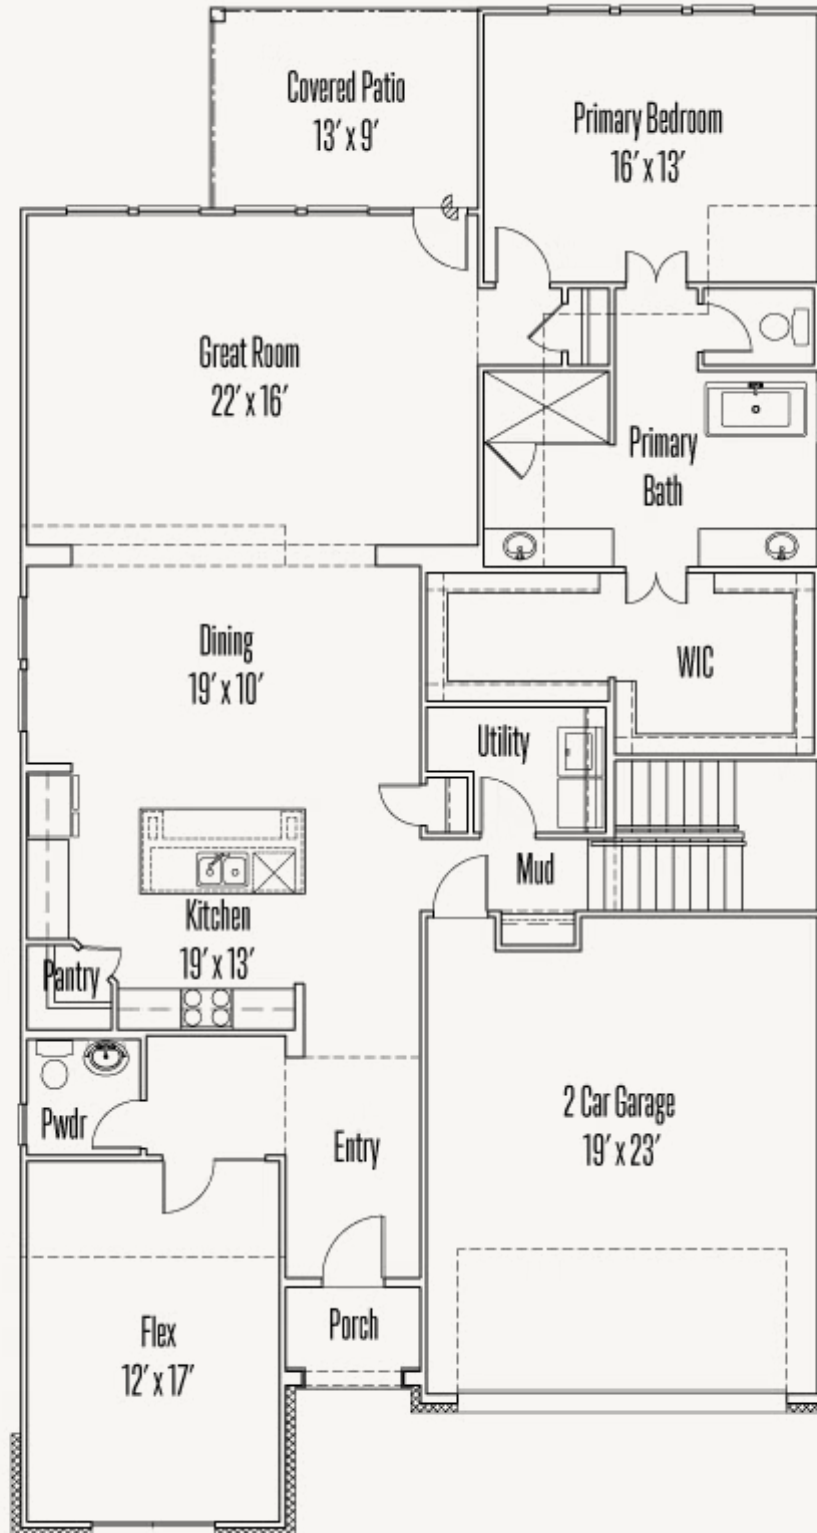 Covered Patio
13′ x 9′
Primary Bedroom
16′ x 13′
Great Room
22′ x 16′
Primary
Bath
Dining
19′ x 10′
WIC
Utility
Mud
Kitchen
19′ x 13′
Pantry
Pwdr
Entry
2 Car Garage
19′ x 23′
Flex
12′ x 17′
Porch